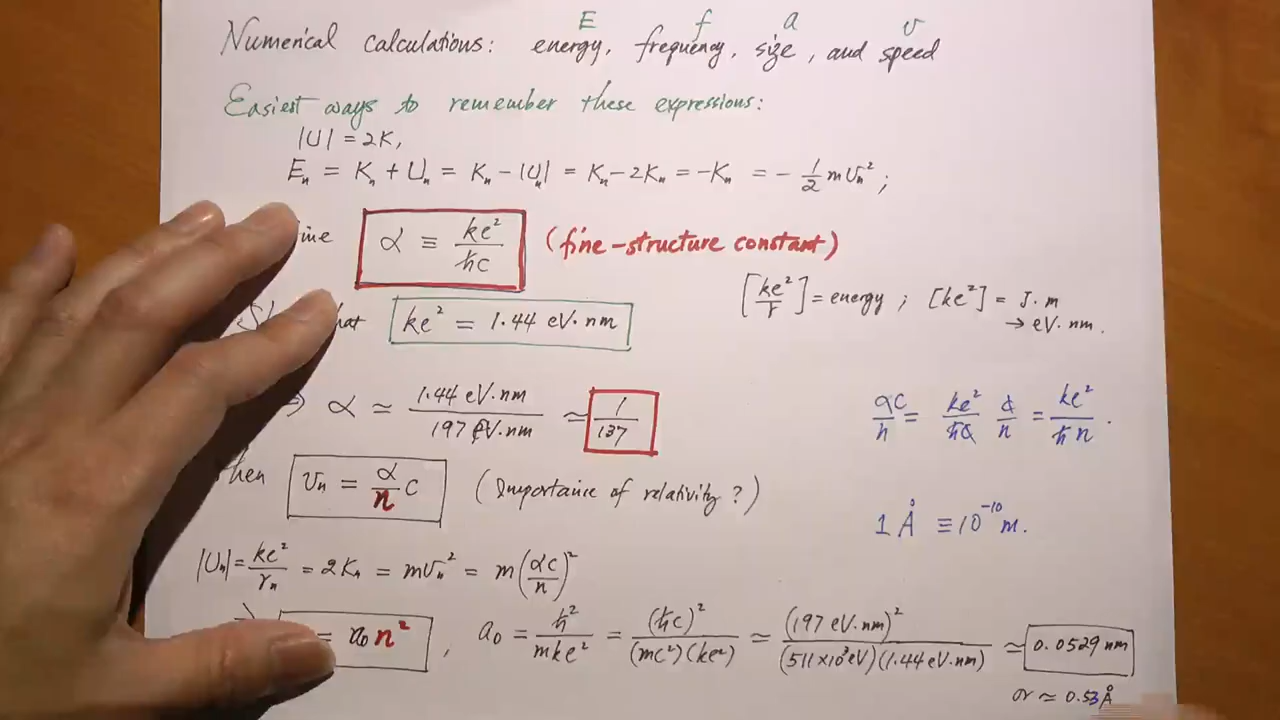 E f a v
Numerical calculations: energy, frequency, size, and speed
Easiest ways to remember these expressions:
|U| = 2K,
Eₙ = Kₙ + Uₙ = Kₙ - |Uₙ| = Kₙ - 2Kₙ = -Kₙ = - 1/2 mvₙ² ;
α ≡ ke²/ħc (fine-structure constant)
[ke²/r] = energy ; [ke²] = J·m
→ eV·nm.
ke² = 1.44 eV·nm
⇒ α ≃ 1.44 eV·nm / 197 eV·nm ≃ 1/137
αc/n = ke²/ħc c/n = ke²/ħn .
vₙ = α/n c (Importance of relativity?)
1 Å ≡ 10⁻¹⁰ m.
|Uₙ| = ke²/rₙ = 2Kₙ = mvₙ² = m(αc/n)²
= a₀n² , a₀ = ħ²/mke² = (ħc)²/(mc²)(ke²) ≃ (197 eV·nm)²/(511×10³eV)(1.44 eV·nm) ≃ 0.0529 nm
or ≃ 0.53 Å